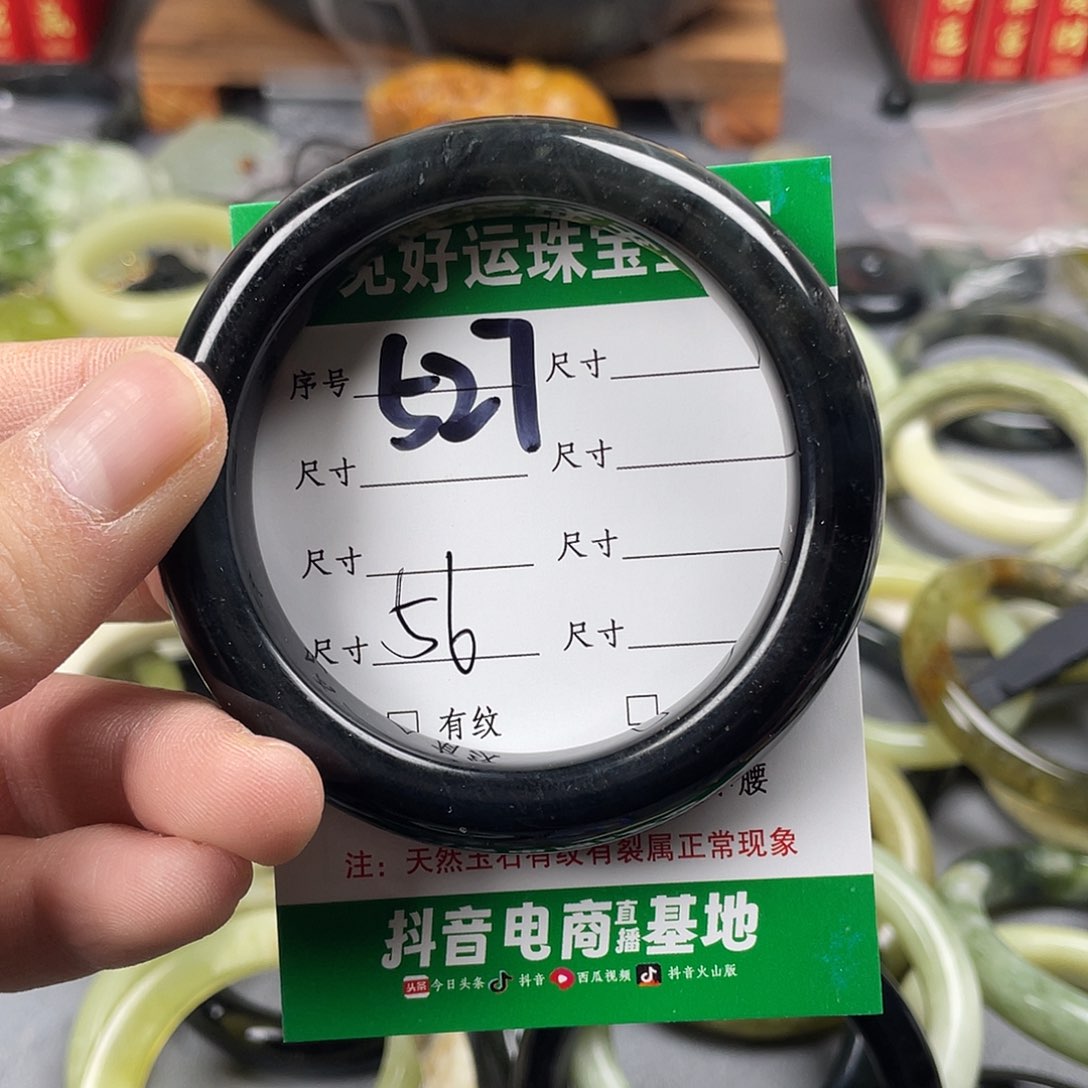 好运珠宝
序号 527 尺寸
尺寸 尺寸
尺寸 尺寸
尺寸 56 尺寸
有纹
腰
注：天然宝石有纹有裂属正常现象
抖音电商直播基地
头条 今日头条 抖音 西瓜视频 抖音火山版